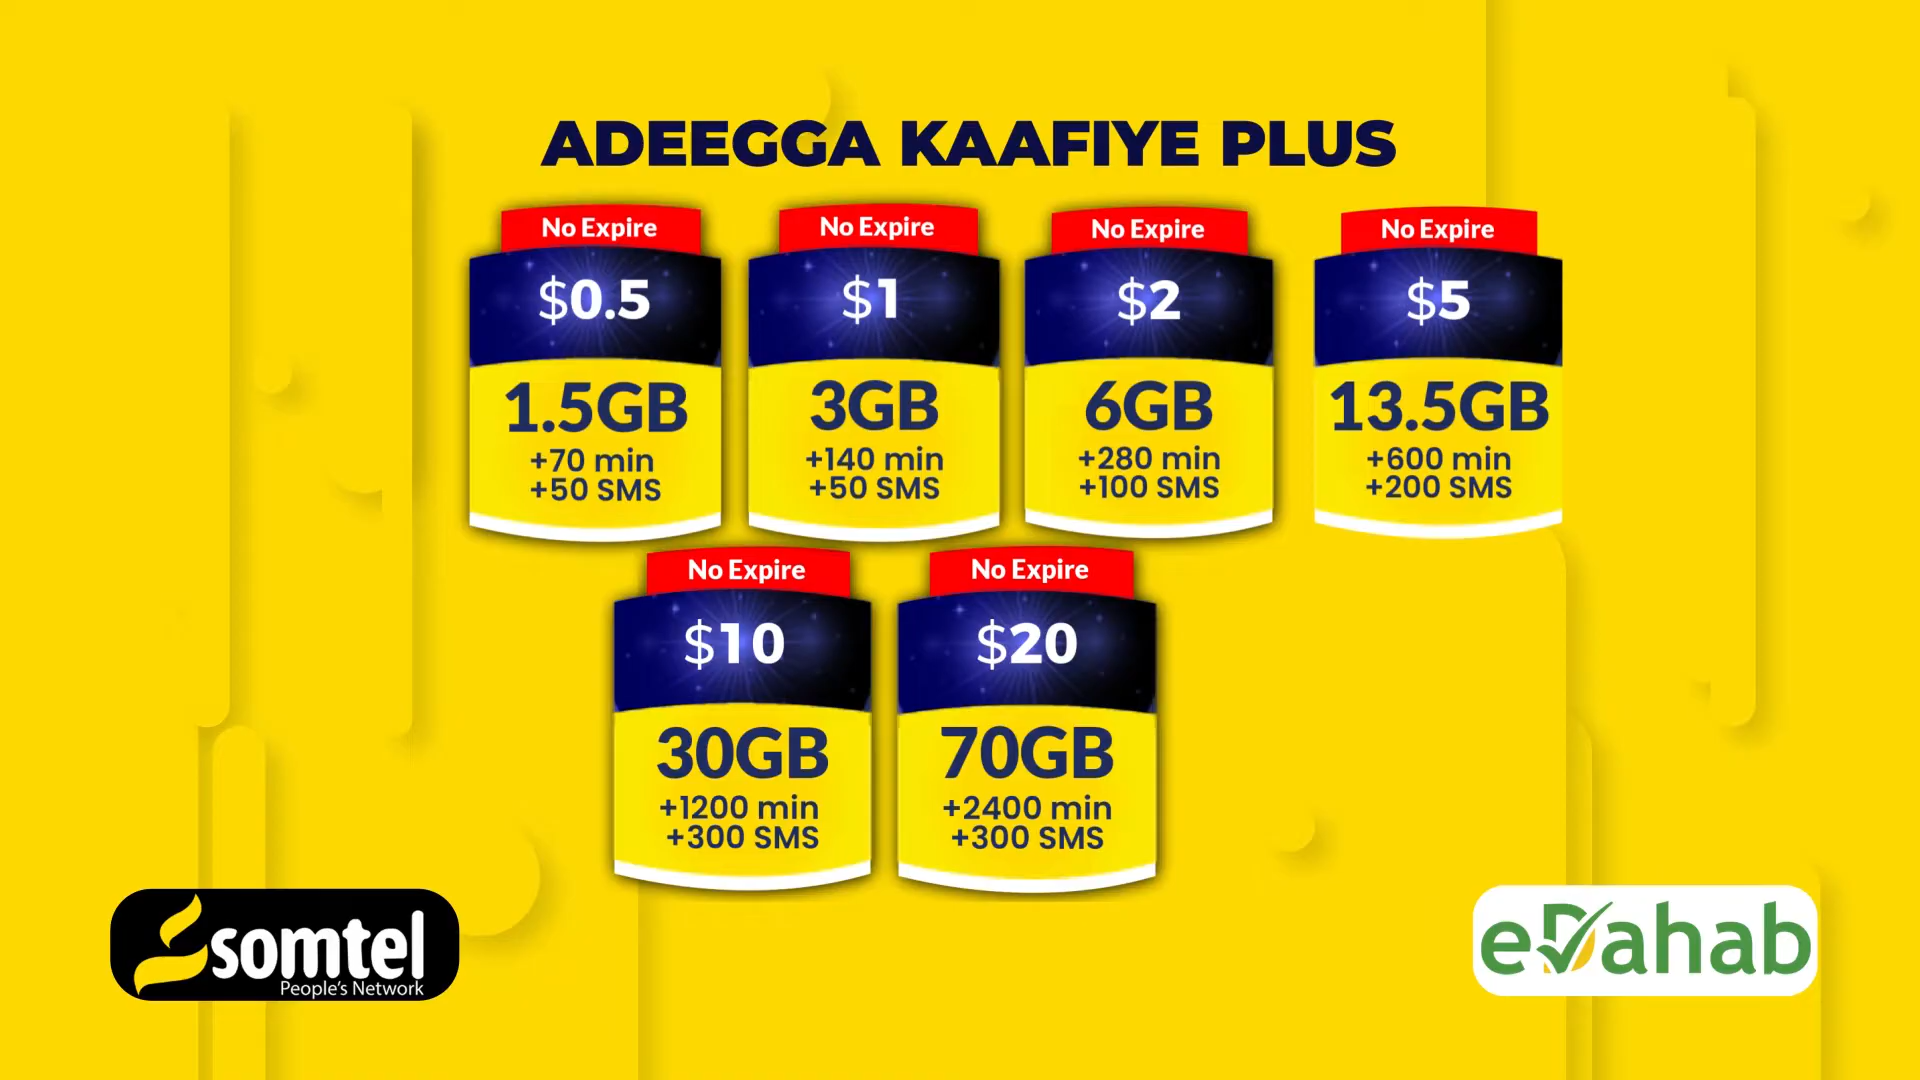 ADEEGGA KAAFIYE PLUS
No Expire
$0.5
1.5GB
+70 min
+50 SMS
No Expire
$1
3GB
+140 min
+50 SMS
No Expire
$2
6GB
+280 min
+100 SMS
No Expire
$5
13.5GB
+600 min
+200 SMS
No Expire
$10
30GB
+1200 min
+300 SMS
No Expire
$20
70GB
+2400 min
+300 SMS
somtel
People's Network
eDahab